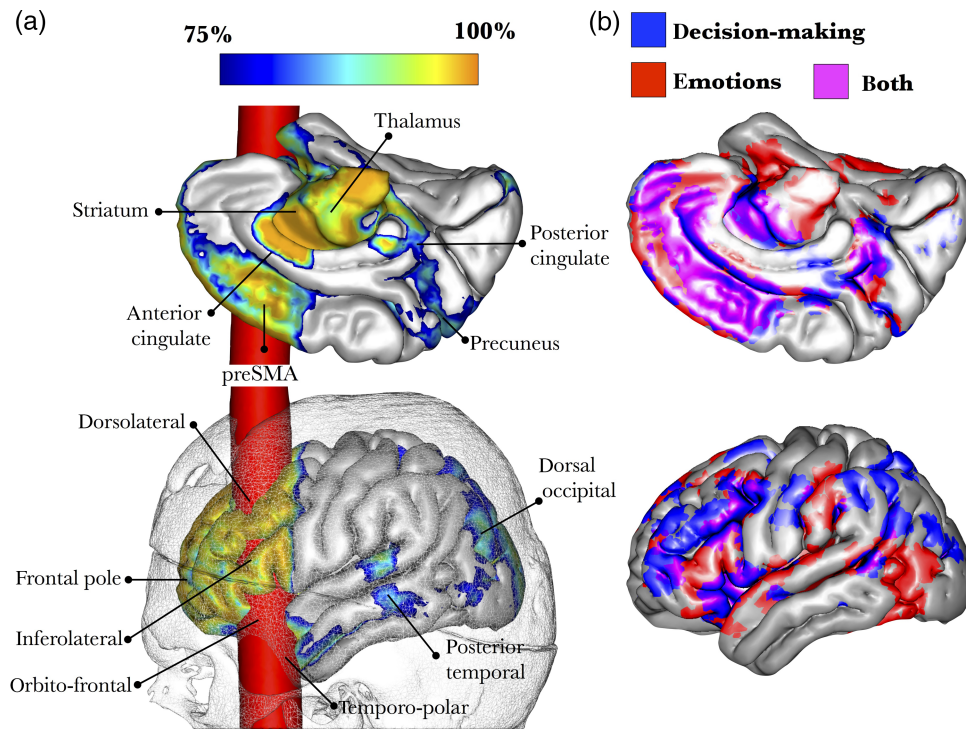 (a)
75%
100%
Thalamus
Striatum
Posterior
cingulate
Anterior
cingulate
Precuneus
preSMA
Dorsolateral
Dorsal
occipital
Frontal pole
Inferolateral
Posterior
temporal
Orbito-frontal
Temporo-polar
(b)
Decision-making
Emotions
Both